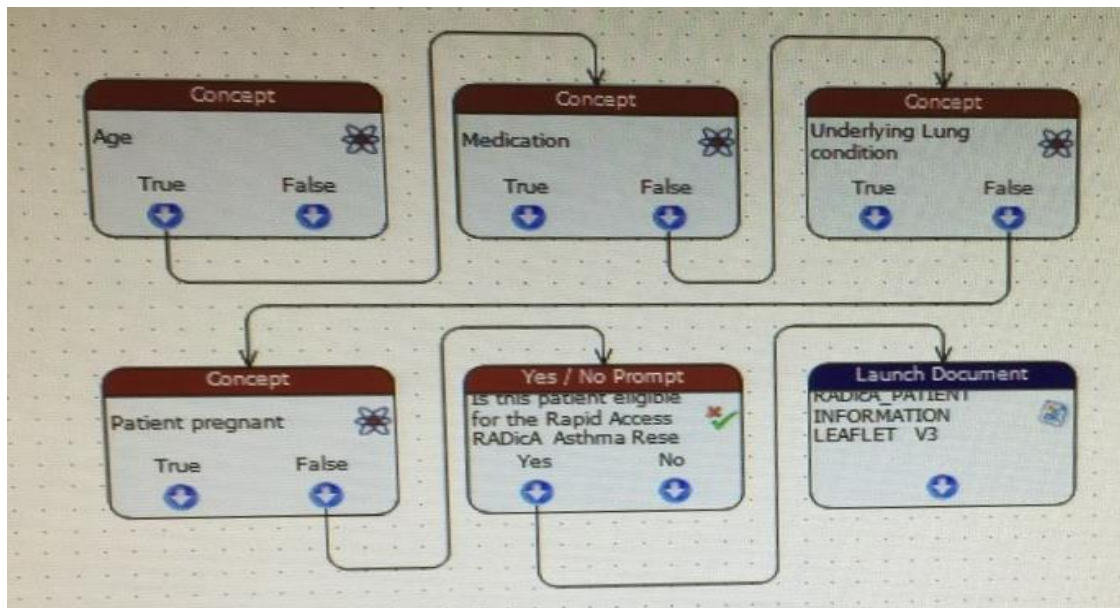 Concept
Age
True False
Concept
Medication
True False
Concept
Underlying Lung
condition
True False
Concept
Patient pregnant
True False
Yes / No Prompt
Is this patient eligible
for the Rapid Access
RADicA Asthma Rese
Yes No
Launch Document
RADicA_PATIENT
INFORMATION
LEAFLET V3